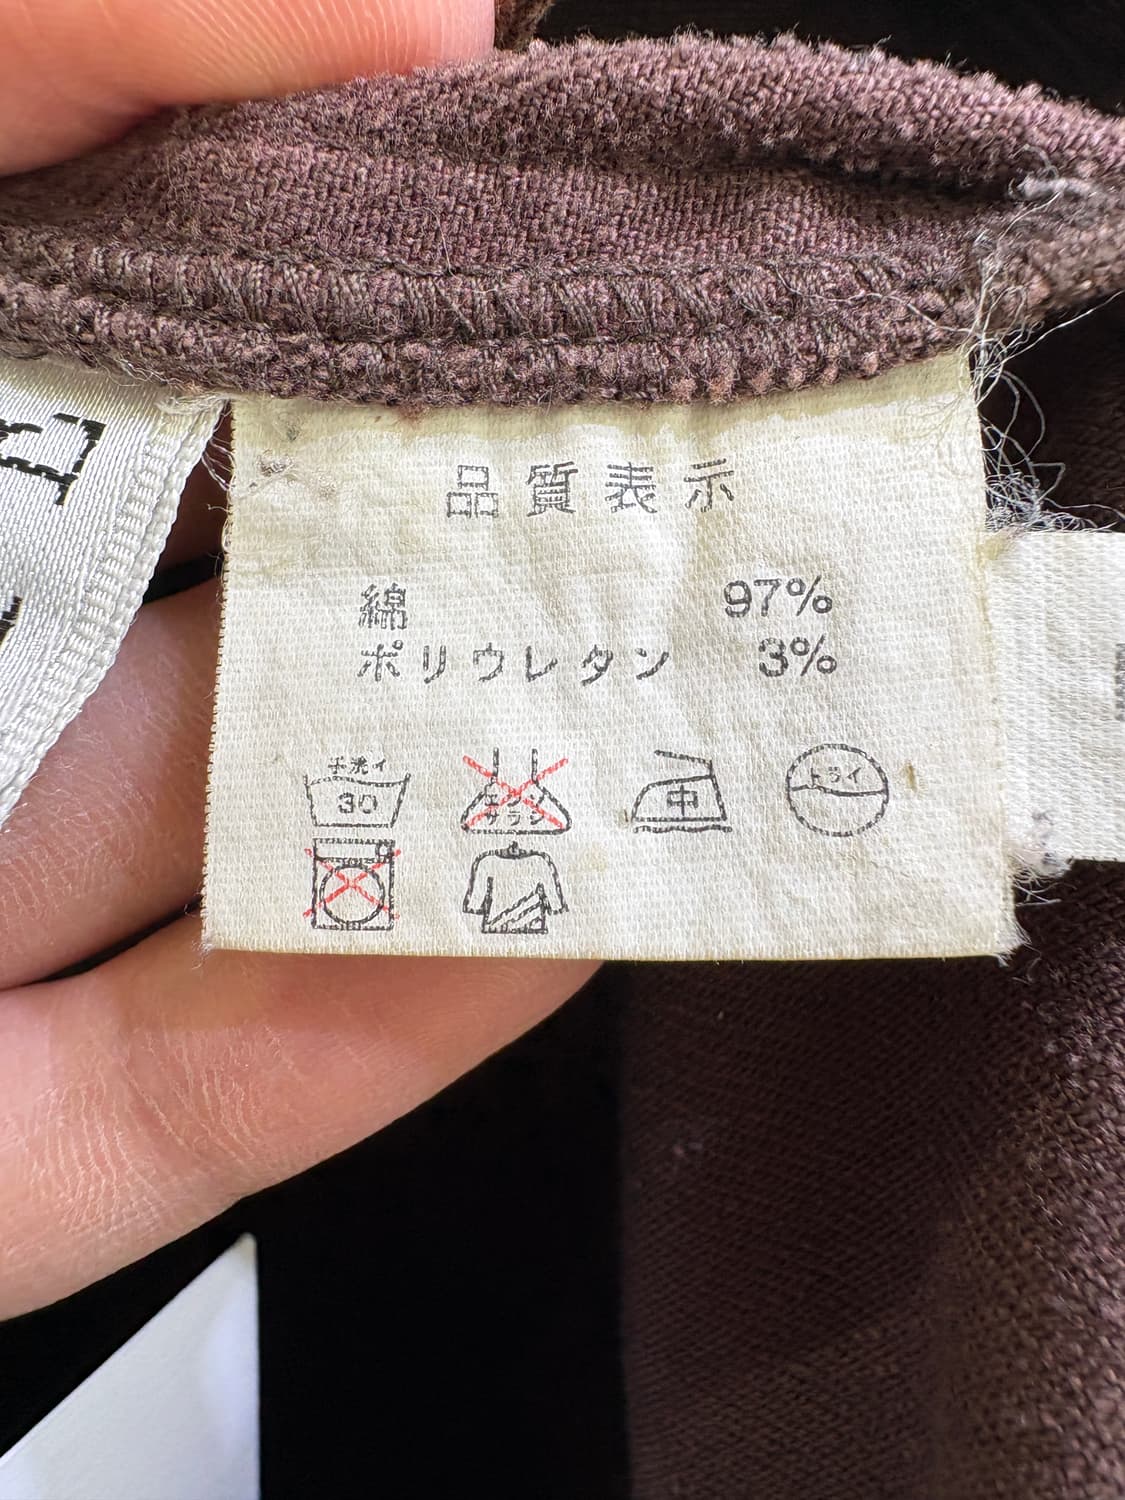 品質表示
綿 97%
ポリウレタン 3%
手洗イ
30
エンソ
サラシ
中
ドライ